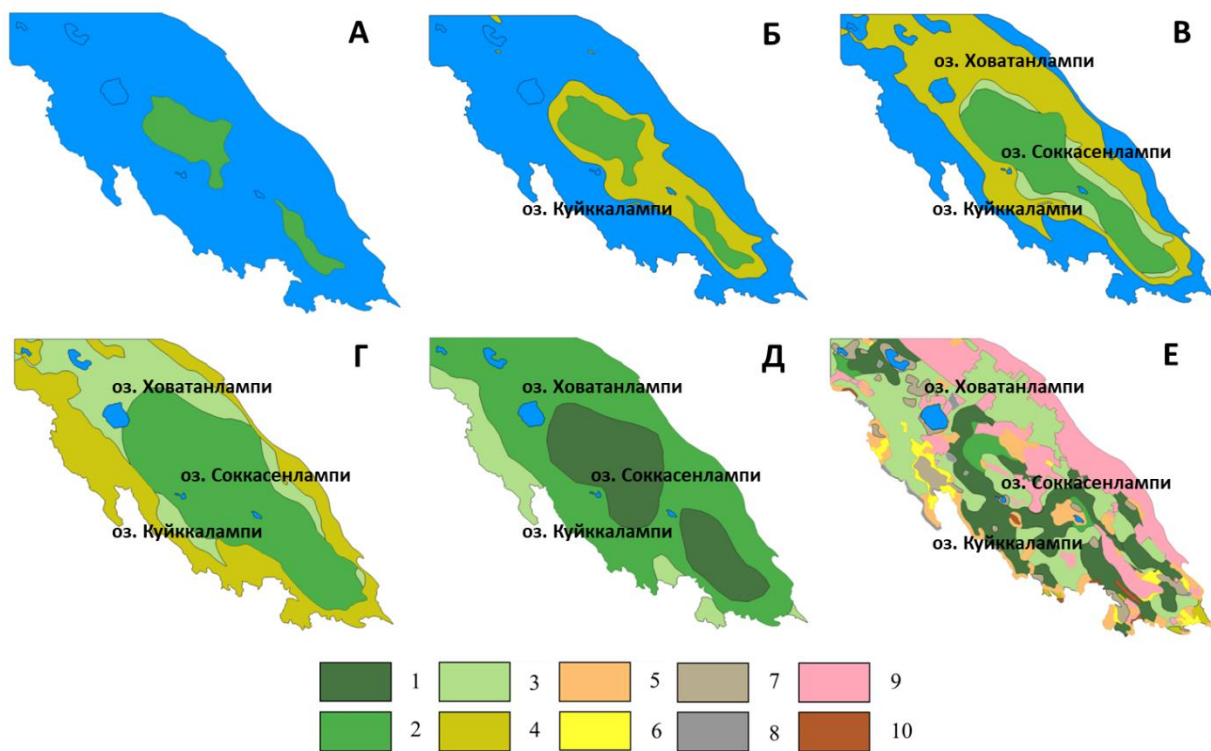 А
Б
оз. Куйккалампи
В
оз. Ховатанлампи
оз. Соккасенлампи
оз. Куйккалампи
Г
оз. Ховатанлампи
оз. Соккасенлампи
оз. Куйккалампи
Д
оз. Ховатанлампи
оз. Соккасенлампи
оз. Куйккалампи
Е
оз. Ховатанлампи
оз. Соккасенлампи
оз. Куйккалампи
1 3 5 7 9
2 4 6 8 10